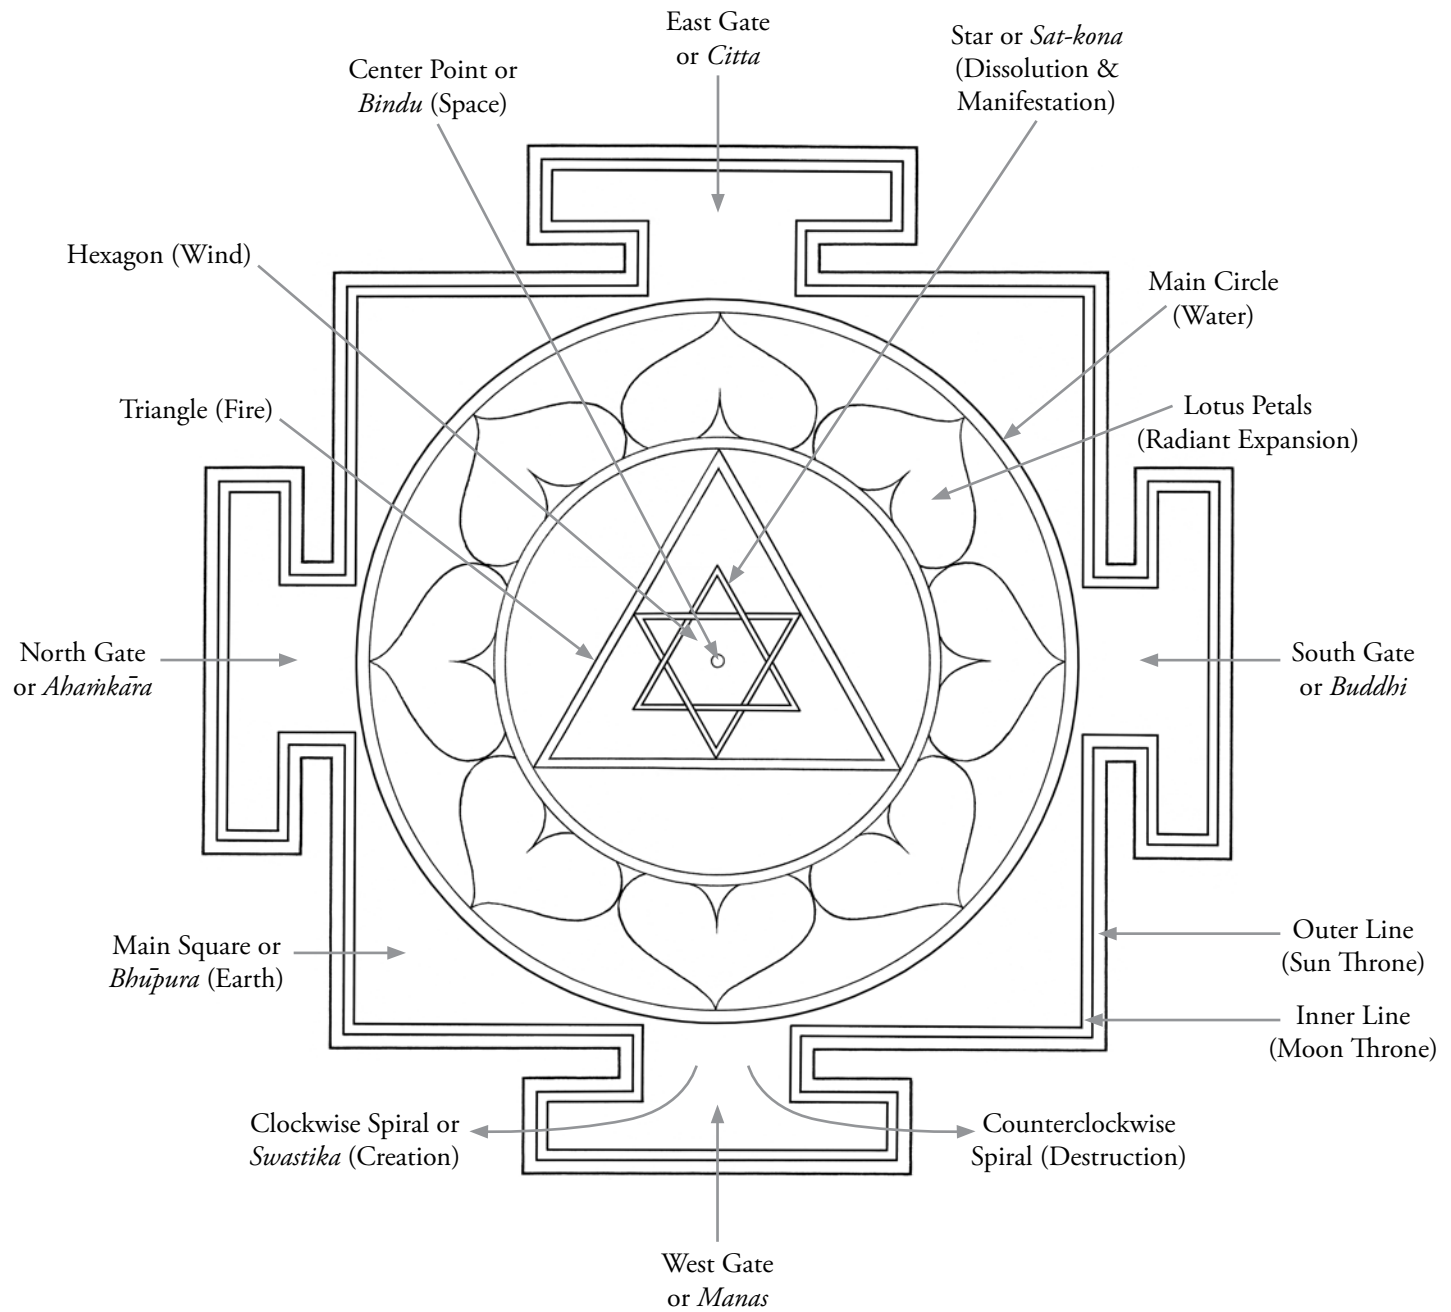 East Gate
or Citta
Star or Sat-kona
(Dissolution &
Manifestation)
Center Point or
Bindu (Space)
Hexagon (Wind)
Main Circle
(Water)
Triangle (Fire)
Lotus Petals
(Radiant Expansion)
North Gate
or Ahaṁkāra
South Gate
or Buddhi
Main Square or
Bhūpura (Earth)
Outer Line
(Sun Throne)
Inner Line
(Moon Throne)
Clockwise Spiral or
Swastika (Creation)
Counterclockwise
Spiral (Destruction)
West Gate
or Manas